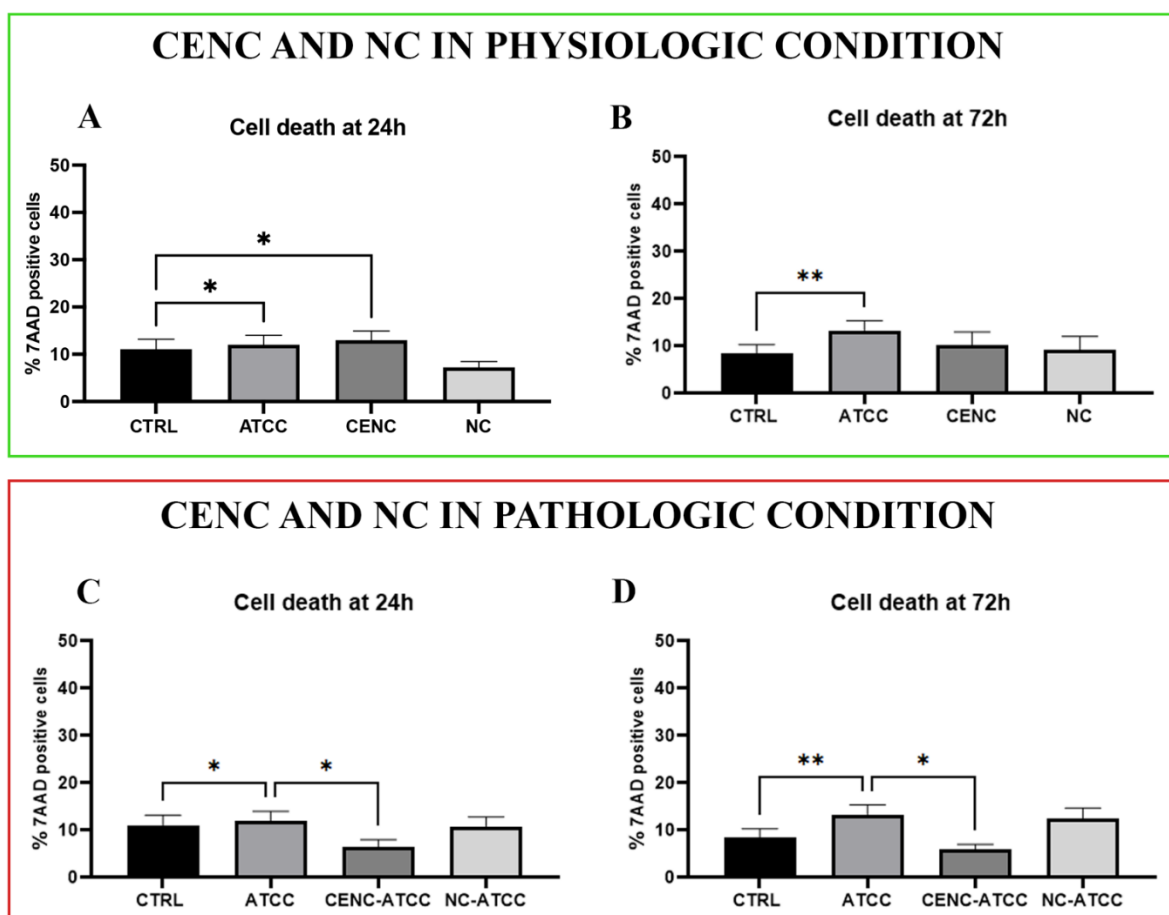 CENC AND NC IN PHYSIOLOGIC CONDITION
A
Cell death at 24h
% 7AAD positive cells
50
40
30
20
10
0
*
*
CTRL ATCC CENC NC
B
Cell death at 72h
% 7AAD positive cells
50
40
30
20
10
0
**
CTRL ATCC CENC NC
CENC AND NC IN PATHOLOGIC CONDITION
C
Cell death at 24h
% 7AAD positive cells
50
40
30
20
10
0
* *
CTRL ATCC CENC-ATCC NC-ATCC
D
Cell death at 72h
% 7AAD positive cells
50
40
30
20
10
0
** *
CTRL ATCC CENC-ATCC NC-ATCC